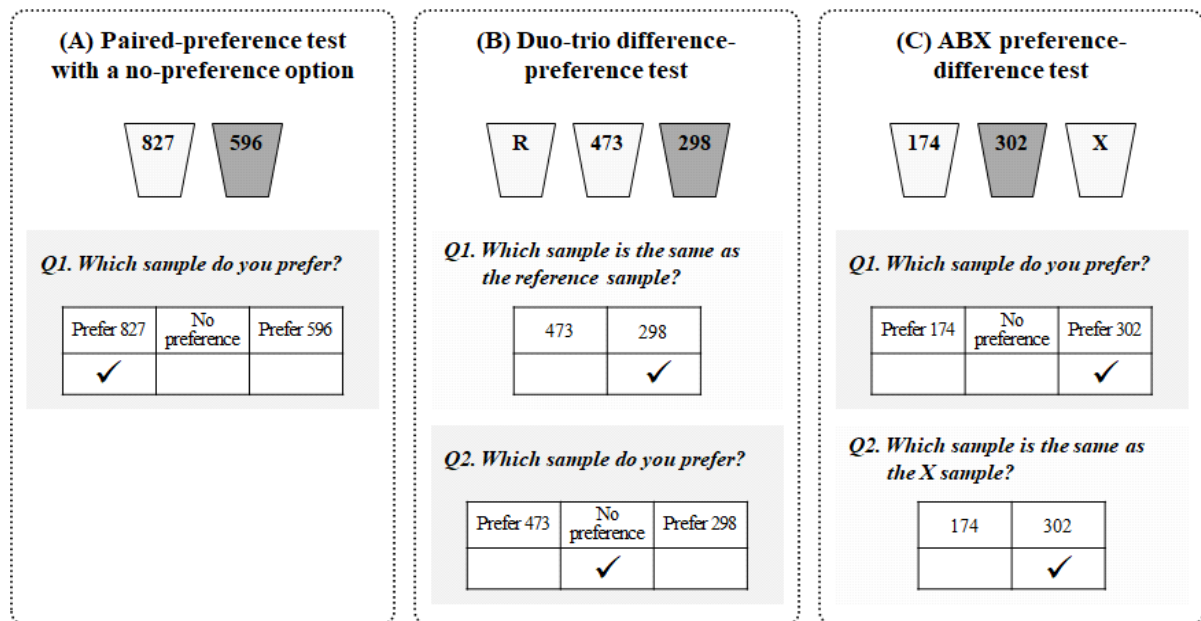 (A) Paired-preference test
with a no-preference option
827
596
Q1. Which sample do you prefer?
Prefer 827
No
preference
Prefer 596
✓
(B) Duo-trio difference-
preference test
R
473
298
Q1. Which sample is the same as
the reference sample?
473
298
✓
Q2. Which sample do you prefer?
Prefer 473
No
preference
Prefer 298
✓
(C) ABX preference-
difference test
174
302
X
Q1. Which sample do you prefer?
Prefer 174
No
preference
Prefer 302
✓
Q2. Which sample is the same as
the X sample?
174
302
✓